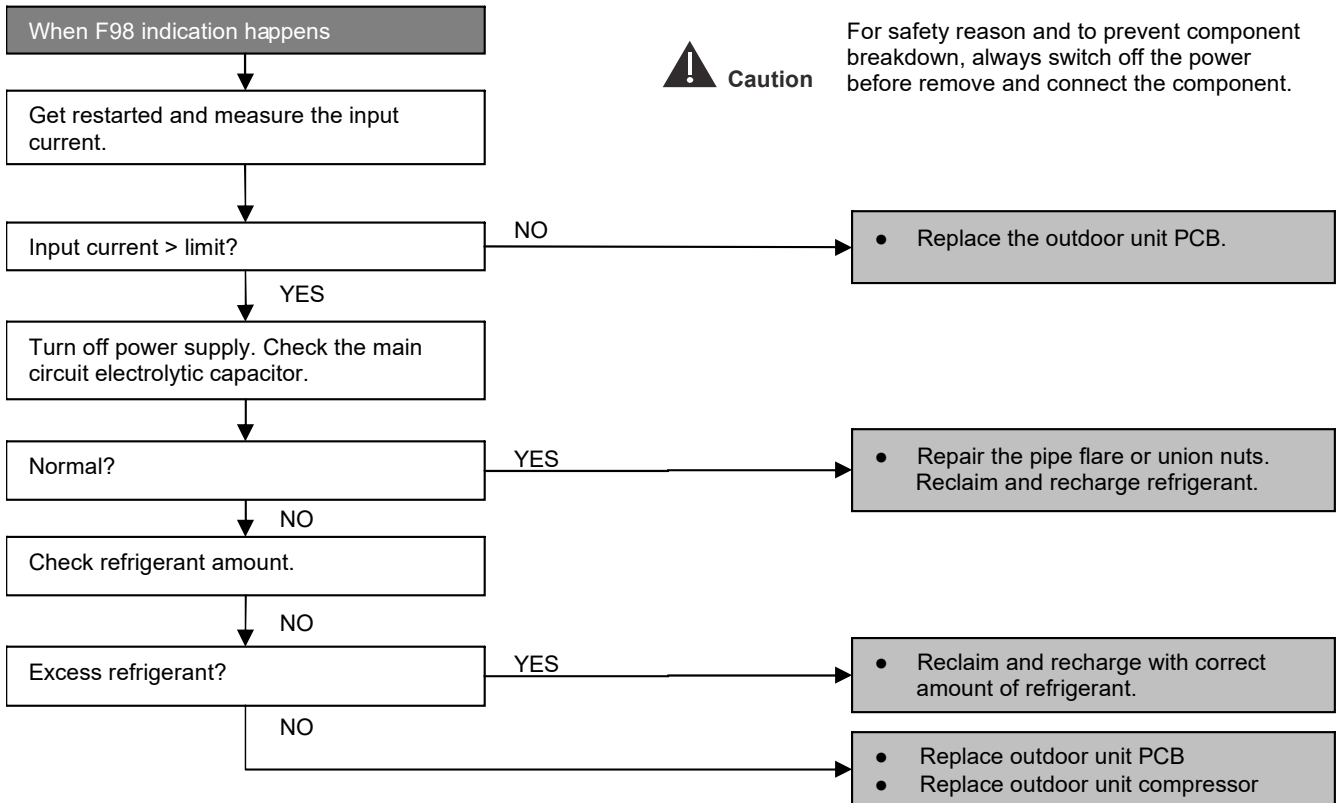 When F98 indication happens
Caution
For safety reason and to prevent component
breakdown, always switch off the power
before remove and connect the component.
Get restarted and measure the input
current.
Input current > limit?
NO
● Replace the outdoor unit PCB.
YES
Turn off power supply. Check the main
circuit electrolytic capacitor.
Normal?
YES
● Repair the pipe flare or union nuts.
Reclaim and recharge refrigerant.
NO
Check refrigerant amount.
NO
Excess refrigerant?
YES
● Reclaim and recharge with correct
amount of refrigerant.
NO
● Replace outdoor unit PCB
● Replace outdoor unit compressor